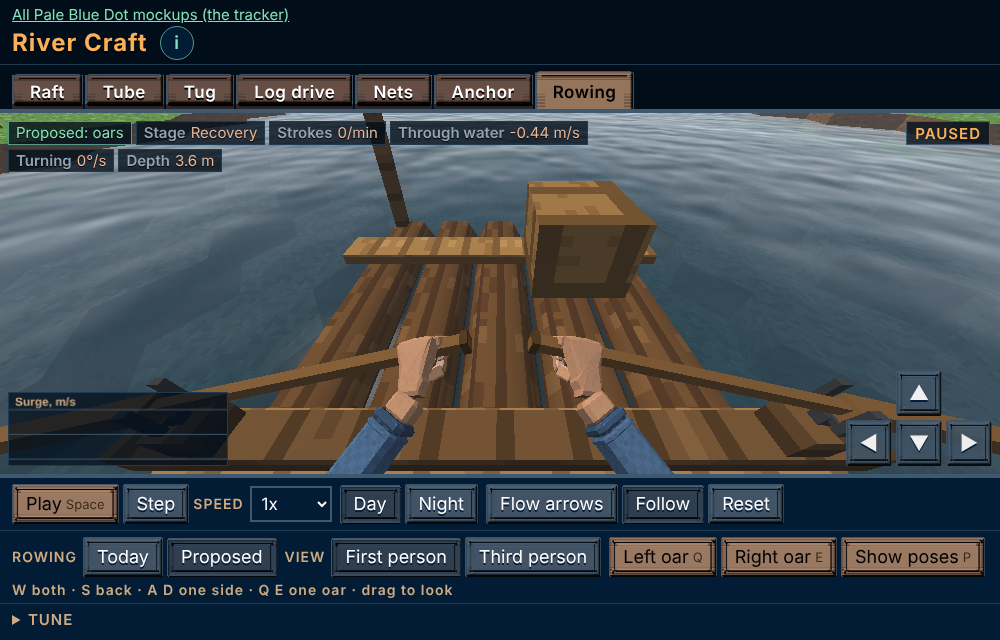 All Pale Blue Dot mockups (the tracker)
River Craft i
Raft Tube Tug Log drive Nets Anchor Rowing
Proposed: oars Stage Recovery Strokes 0/min Through water -0.44 m/s PAUSED
Turning 0°/s Depth 3.6 m
Surge, m/s
Play Space Step SPEED 1x Day Night Flow arrows Follow Reset
ROWING Today Proposed VIEW First person Third person Left oar Q Right oar E Show poses P
W both · S back · A D one side · Q E one oar · drag to look
TUNE